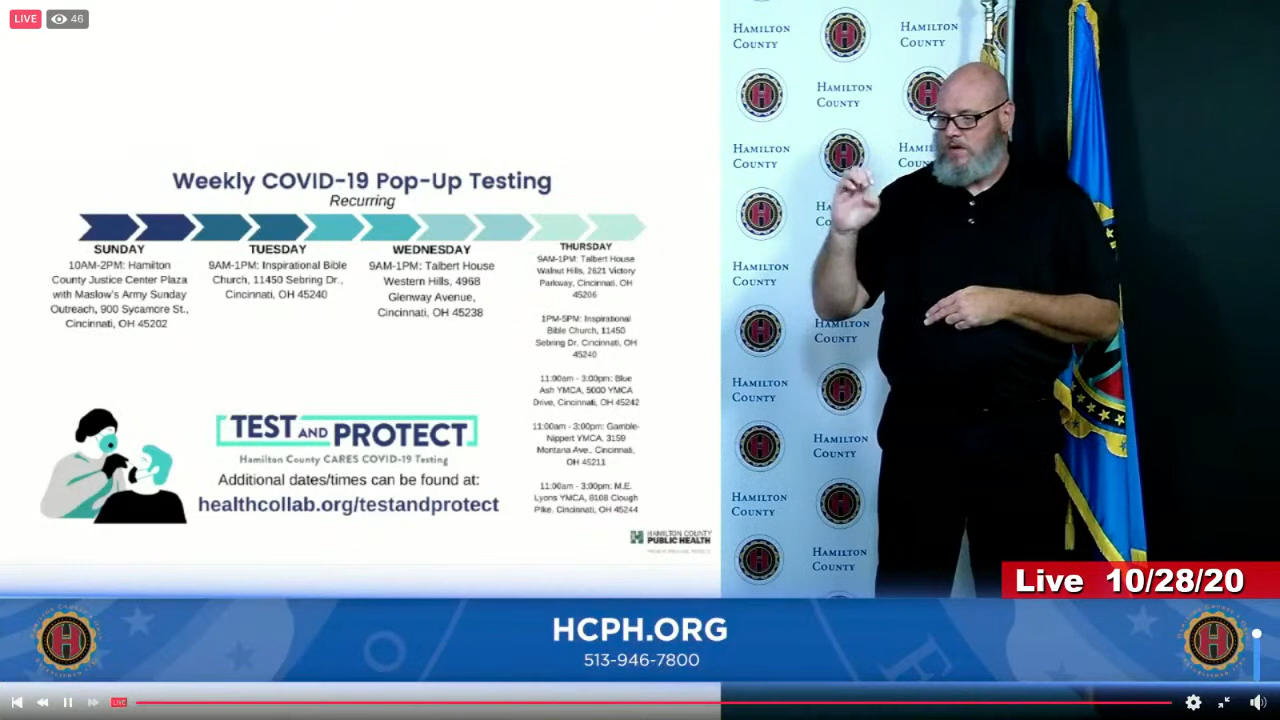 LIVE
46
Weekly COVID-19 Pop-Up Testing
Recurring
SUNDAY
10AM-2PM: Hamilton
County Justice Center Plaza
with Maslow's Army Sunday
Outreach, 900 Sycamore St.,
Cincinnati, OH 45202
TUESDAY
9AM-1PM: Inspirational Bible
Church, 11450 Sebring Dr.,
Cincinnati, OH 45240
WEDNESDAY
9AM-1PM: Talbert House
Western Hills, 4968
Glenway Avenue,
Cincinnati, OH 45238
THURSDAY
9AM-1PM: Talbert House
Walnut Hills, 2621 Victory
Parkway, Cincinnati, OH
45206
1PM-5PM: Inspirational
Bible Church, 11450
Sebring Dr. Cincinnati, OH
45240
11:00am - 3:00pm: Blue
Ash YMCA, 5000 YMCA
Drive, Cincinnati, OH 45242
11:00am - 3:00pm: Gamble-
Nippert YMCA, 3159
Montana Ave., Cincinnati,
OH 45211
11:00am - 3:00pm: M.E.
Lyons YMCA, 8108 Clough
Pike, Cincinnati, OH 45244
TEST AND PROTECT
Hamilton County CARES COVID-19 Testing
Additional dates/times can be found at:
healthcollab.org/testandprotect
HAMILTON COUNTY
PUBLIC HEALTH
HAMILTON
COUNTY
HAMILTON
COUNTY
HAMILTON
COUNTY
HAMILTON
COUNTY
HAMILTON
COUNTY
HAMILTON
COUNTY
HAMILTON
COUNTY
HAMILTON
COUNTY
HAMILTON
COUNTY
HAMILTON
COUNTY
Live 10/28/20
HCPH.ORG
513-946-7800
LIVE